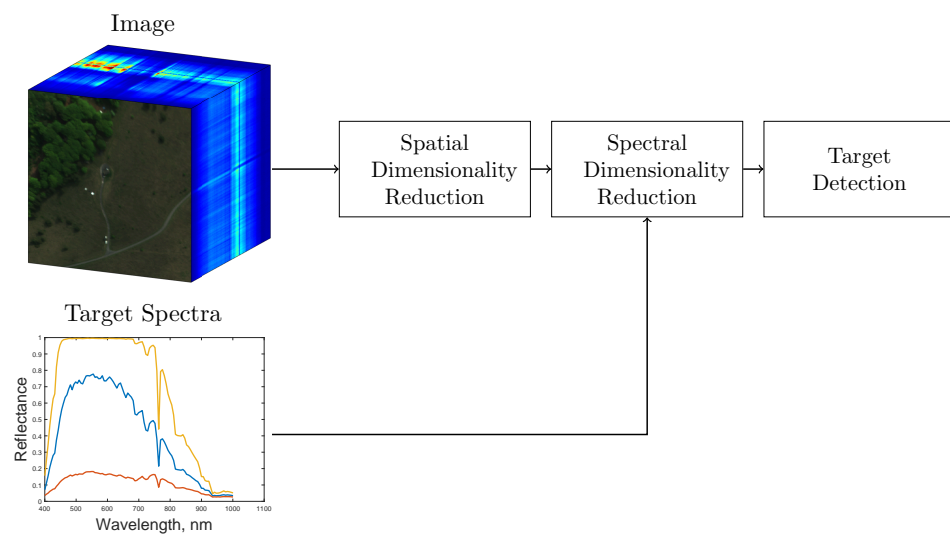 Image
Spatial
Dimensionality
Reduction
Spectral
Dimensionality
Reduction
Target
Detection
Target Spectra
1
0.9
0.8
0.7
0.6
0.5
0.4
0.3
0.2
0.1
0
Reflectance
400
500
600
700
800
900
1000
1100
Wavelength, nm